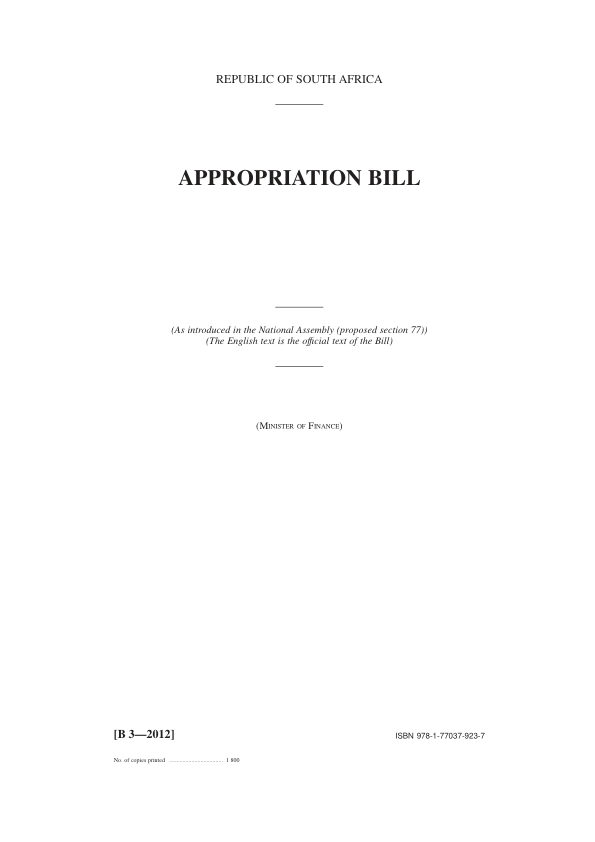 REPUBLIC OF SOUTH AFRICA
APPROPRIATION BILL
(As introduced in the National Assembly (proposed section 77))
(The English text is the official text of the Bill)
(Minister of Finance)
[B 3—2012]
ISBN 978-1-77037-923-7
No. of copies printed ................................ 1 800